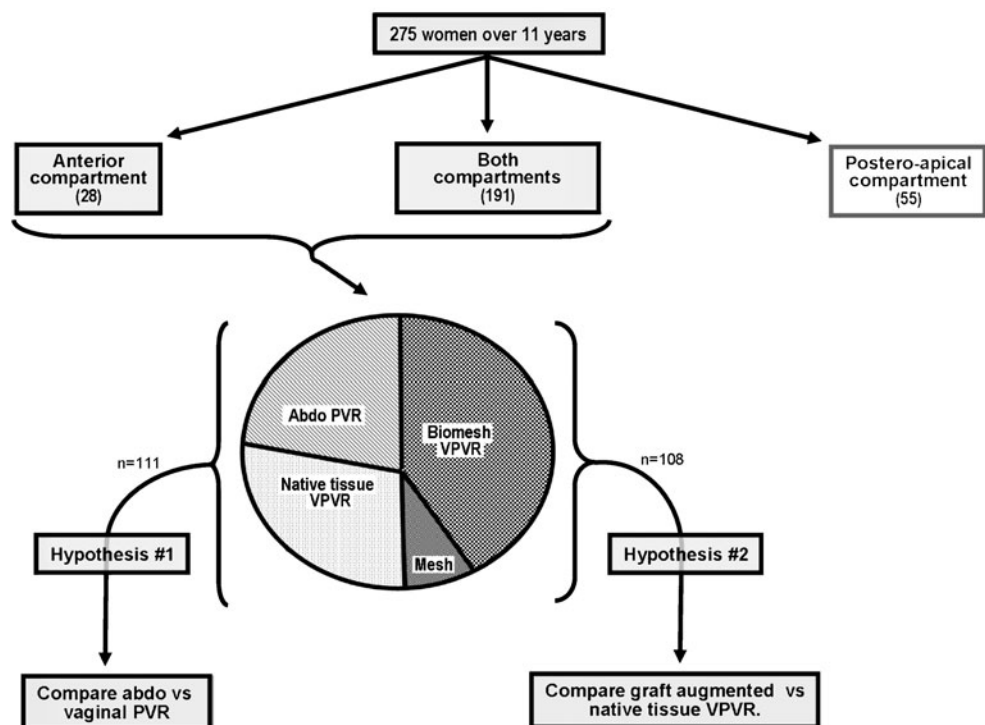 275 women over 11 years
Anterior
compartment
(28)
Both
compartments
(191)
Postero-apical
compartment
(55)
Abdo PVR
Biomesh
VPVR
n=111
n=108
Native tissue
VPVR
Hypothesis #1
Mesh
Hypothesis #2
Compare abdo vs
vaginal PVR
Compare graft augmented vs
native tissue VPVR.